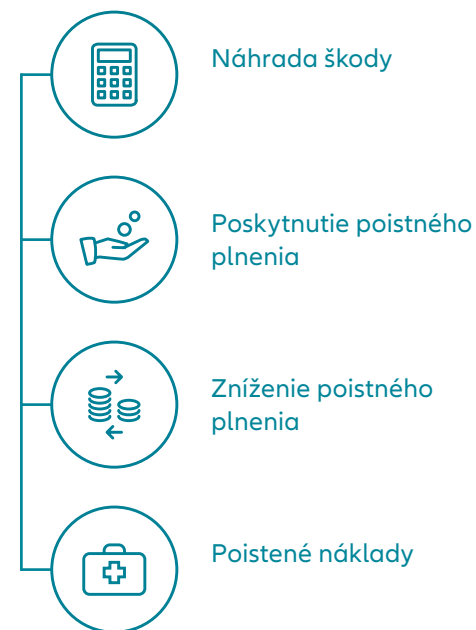 Náhrada škody
Poskytnutie poistného
plnenia
Zníženie poistného
plnenia
Poistené náklady